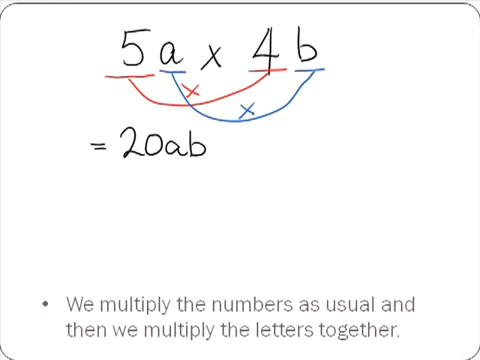 5a × 4b
×
×
= 20ab
• We multiply the numbers as usual and
then we multiply the letters together.